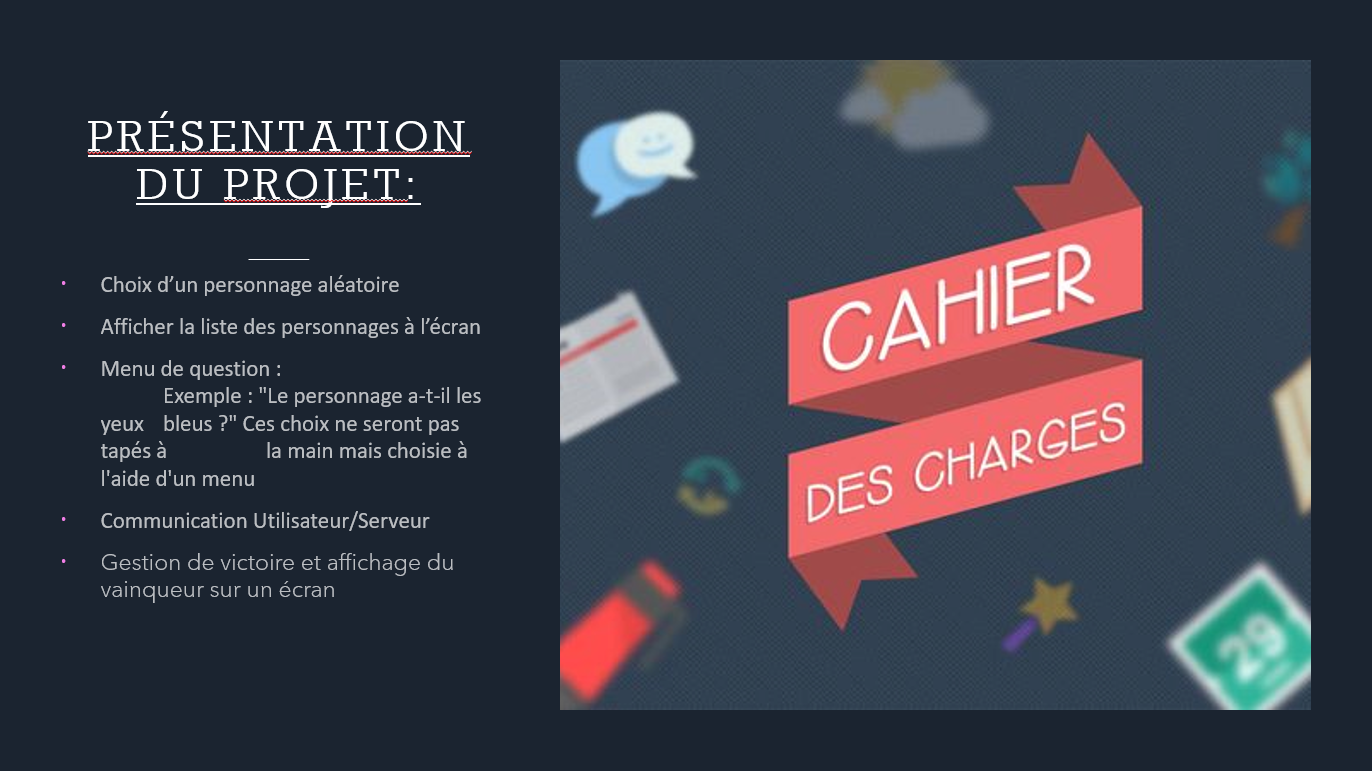 PRÉSENTATION
DU PROJET:
• Choix d’un personnage aléatoire
• Afficher la liste des personnages à l’écran
• Menu de question :
Exemple : "Le personnage a-t-il les
yeux bleus ?" Ces choix ne seront pas
tapés à la main mais choisie à
l'aide d'un menu
• Communication Utilisateur/Serveur
• Gestion de victoire et affichage du
vainqueur sur un écran
CAHIER
DES CHARGES
29